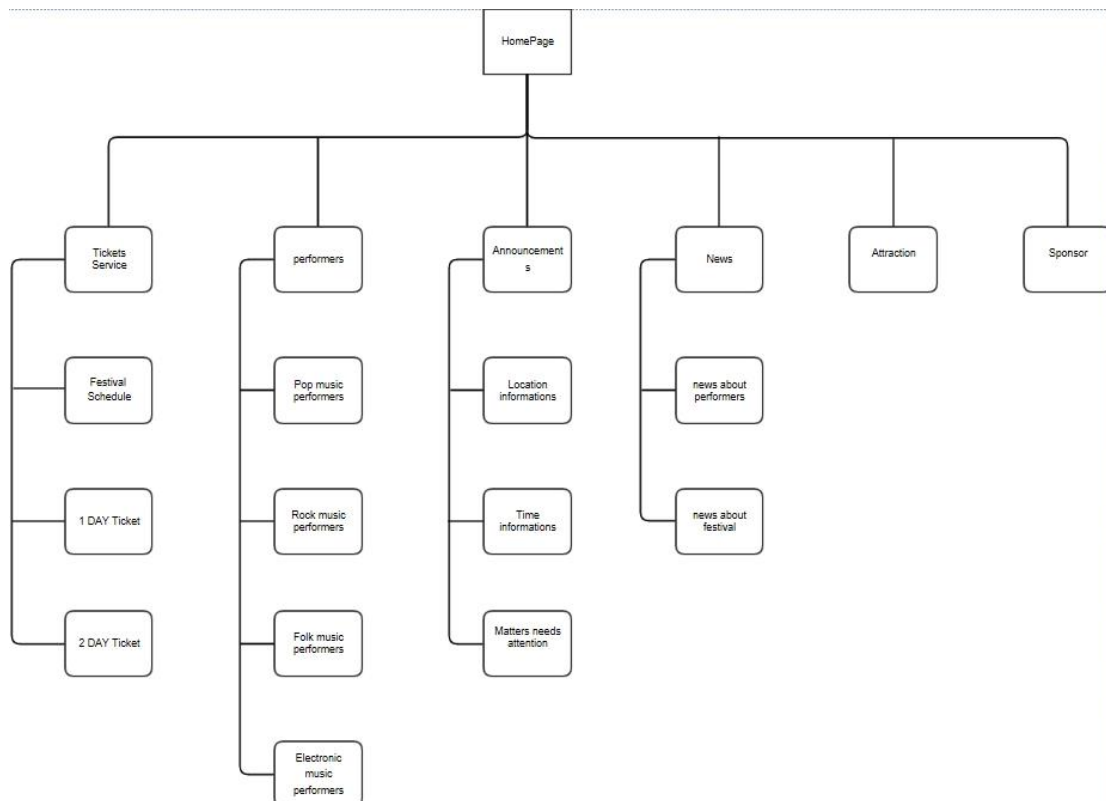 HomePage
Tickets
Service
performers
Announcement
s
News
Attraction
Sponsor
Festival
Schedule
Pop music
performers
Location
informations
news about
performers
1 DAY Ticket
Rock music
performers
Time
informations
news about
festival
2 DAY Ticket
Folk music
performers
Matters needs
attention
Electronic
music
performers